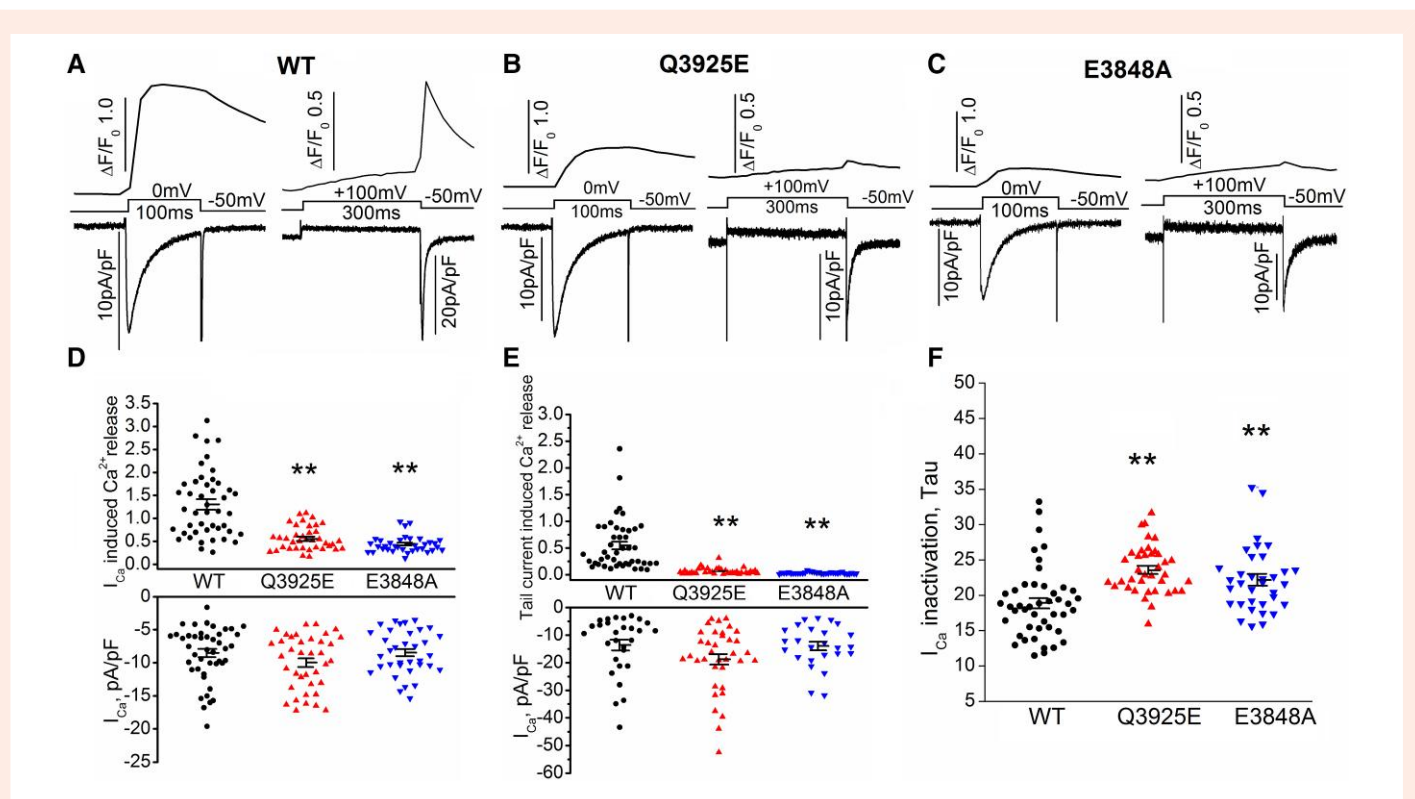 A
WT
ΔF/F0 1.0
ΔF/F0 0.5
0mV
-50mV
100ms
+100mV
-50mV
300ms
10pA/pF
20pA/pF
B
Q3925E
ΔF/F0 1.0
ΔF/F0 0.5
0mV
-50mV
100ms
+100mV
-50mV
300ms
10pA/pF
10pA/pF
C
E3848A
ΔF/F0 1.0
ΔF/F0 0.5
0mV
-50mV
100ms
+100mV
-50mV
300ms
10pA/pF
10pA/pF
D
ICa induced Ca2+ release
3.5
3.0
2.5
2.0
1.5
1.0
0.5
0.0
**
**
WT
Q3925E
E3848A
ICa, pA/pF
0
-5
-10
-15
-20
-25
E
Tail current induced Ca2+ release
3.0
2.5
2.0
1.5
1.0
0.5
0.0
**
**
WT
Q3925E
E3848A
ICa, pA/pF
0
-10
-20
-30
-40
-50
-60
F
ICa inactivation, Tau
50
45
40
35
30
25
20
15
10
5
**
**
WT
Q3925E
E3848A